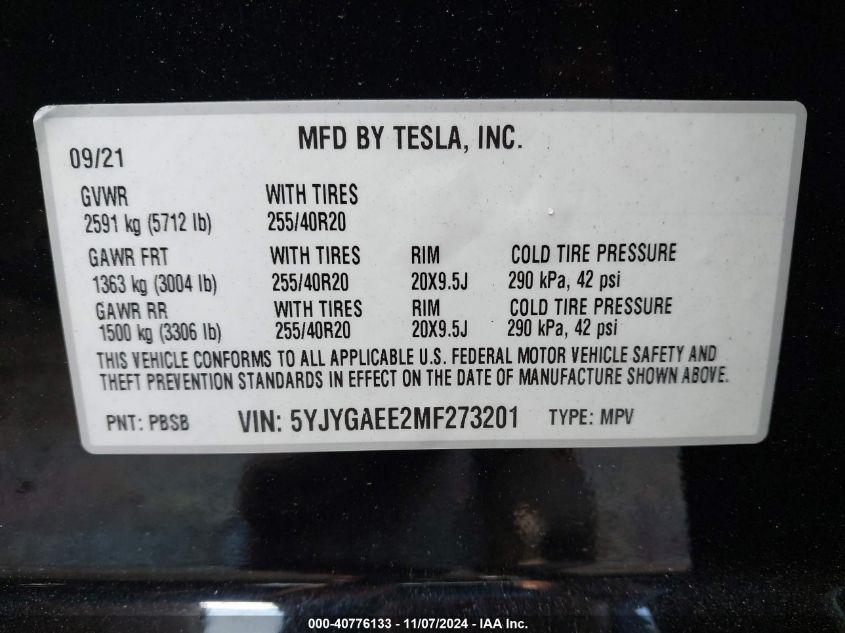 MFD BY TESLA, INC.
09/21
GVWR WITH TIRES
2591 kg (5712 lb) 255/40R20
GAWR FRT WITH TIRES RIM COLD TIRE PRESSURE
1363 kg (3004 lb) 255/40R20 20X9.5J 290 kPa, 42 psi
GAWR RR WITH TIRES RIM COLD TIRE PRESSURE
1500 kg (3306 lb) 255/40R20 20X9.5J 290 kPa, 42 psi
THIS VEHICLE CONFORMS TO ALL APPLICABLE U.S. FEDERAL MOTOR VEHICLE SAFETY AND
THEFT PREVENTION STANDARDS IN EFFECT ON THE DATE OF MANUFACTURE SHOWN ABOVE.
PNT: PBSB VIN: 5YJYGAEE2MF273201 TYPE: MPV
000-40776133 - 11/07/2024 - IAA Inc.